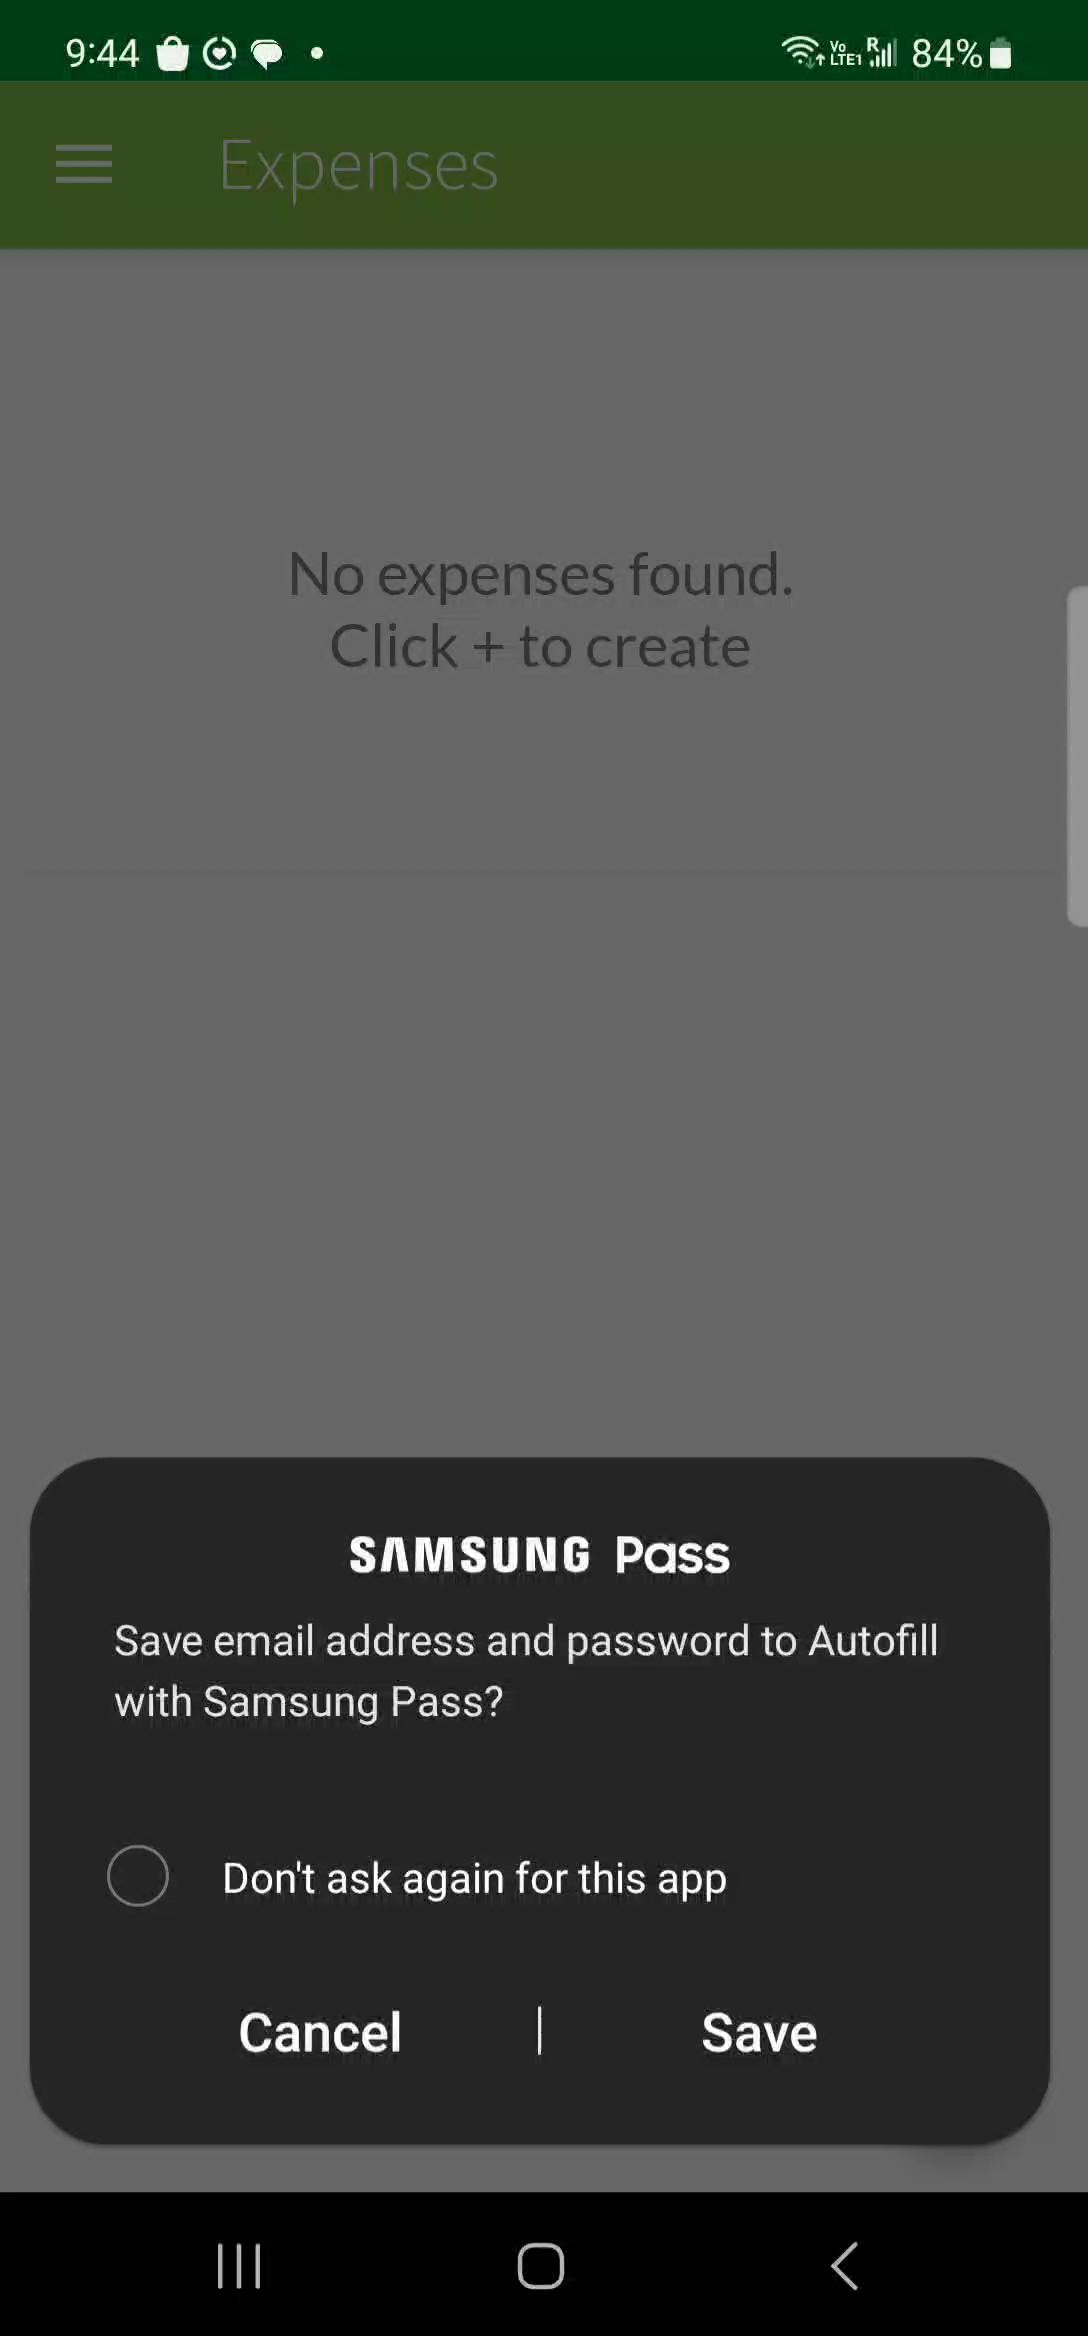 9:44
Vo
LTE1
R
84%
Expenses
No expenses found.
Click + to create
SAMSUNG Pass
Save email address and password to Autofill
with Samsung Pass?
Don't ask again for this app
Cancel | Save